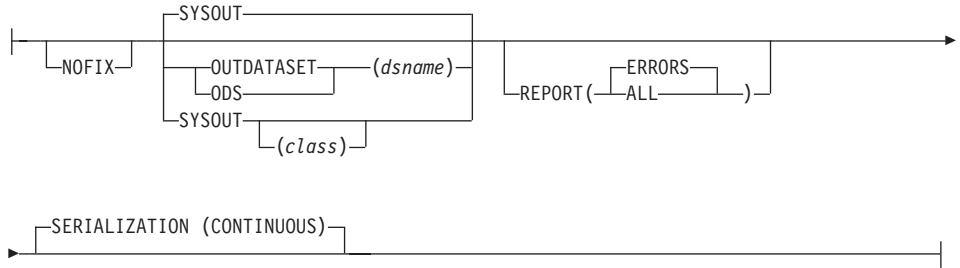 SYSOUT
NOFIX
OUTDATASET (dsname)
ERRORS
ODS
REPORT( ALL )
SYSOUT
(class)
SERIALIZATION (CONTINUOUS)